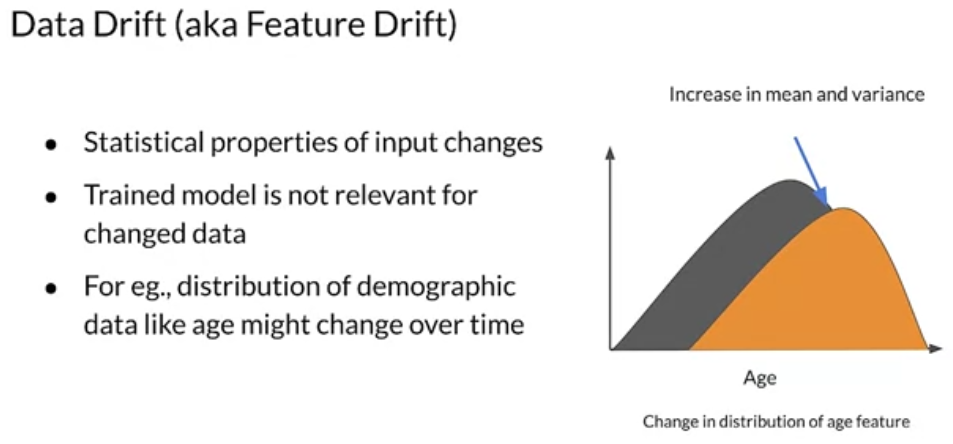 Data Drift (aka Feature Drift)
● Statistical properties of input changes
● Trained model is not relevant for
changed data
● For eg., distribution of demographic
data like age might change over time
Increase in mean and variance
Age
Change in distribution of age feature